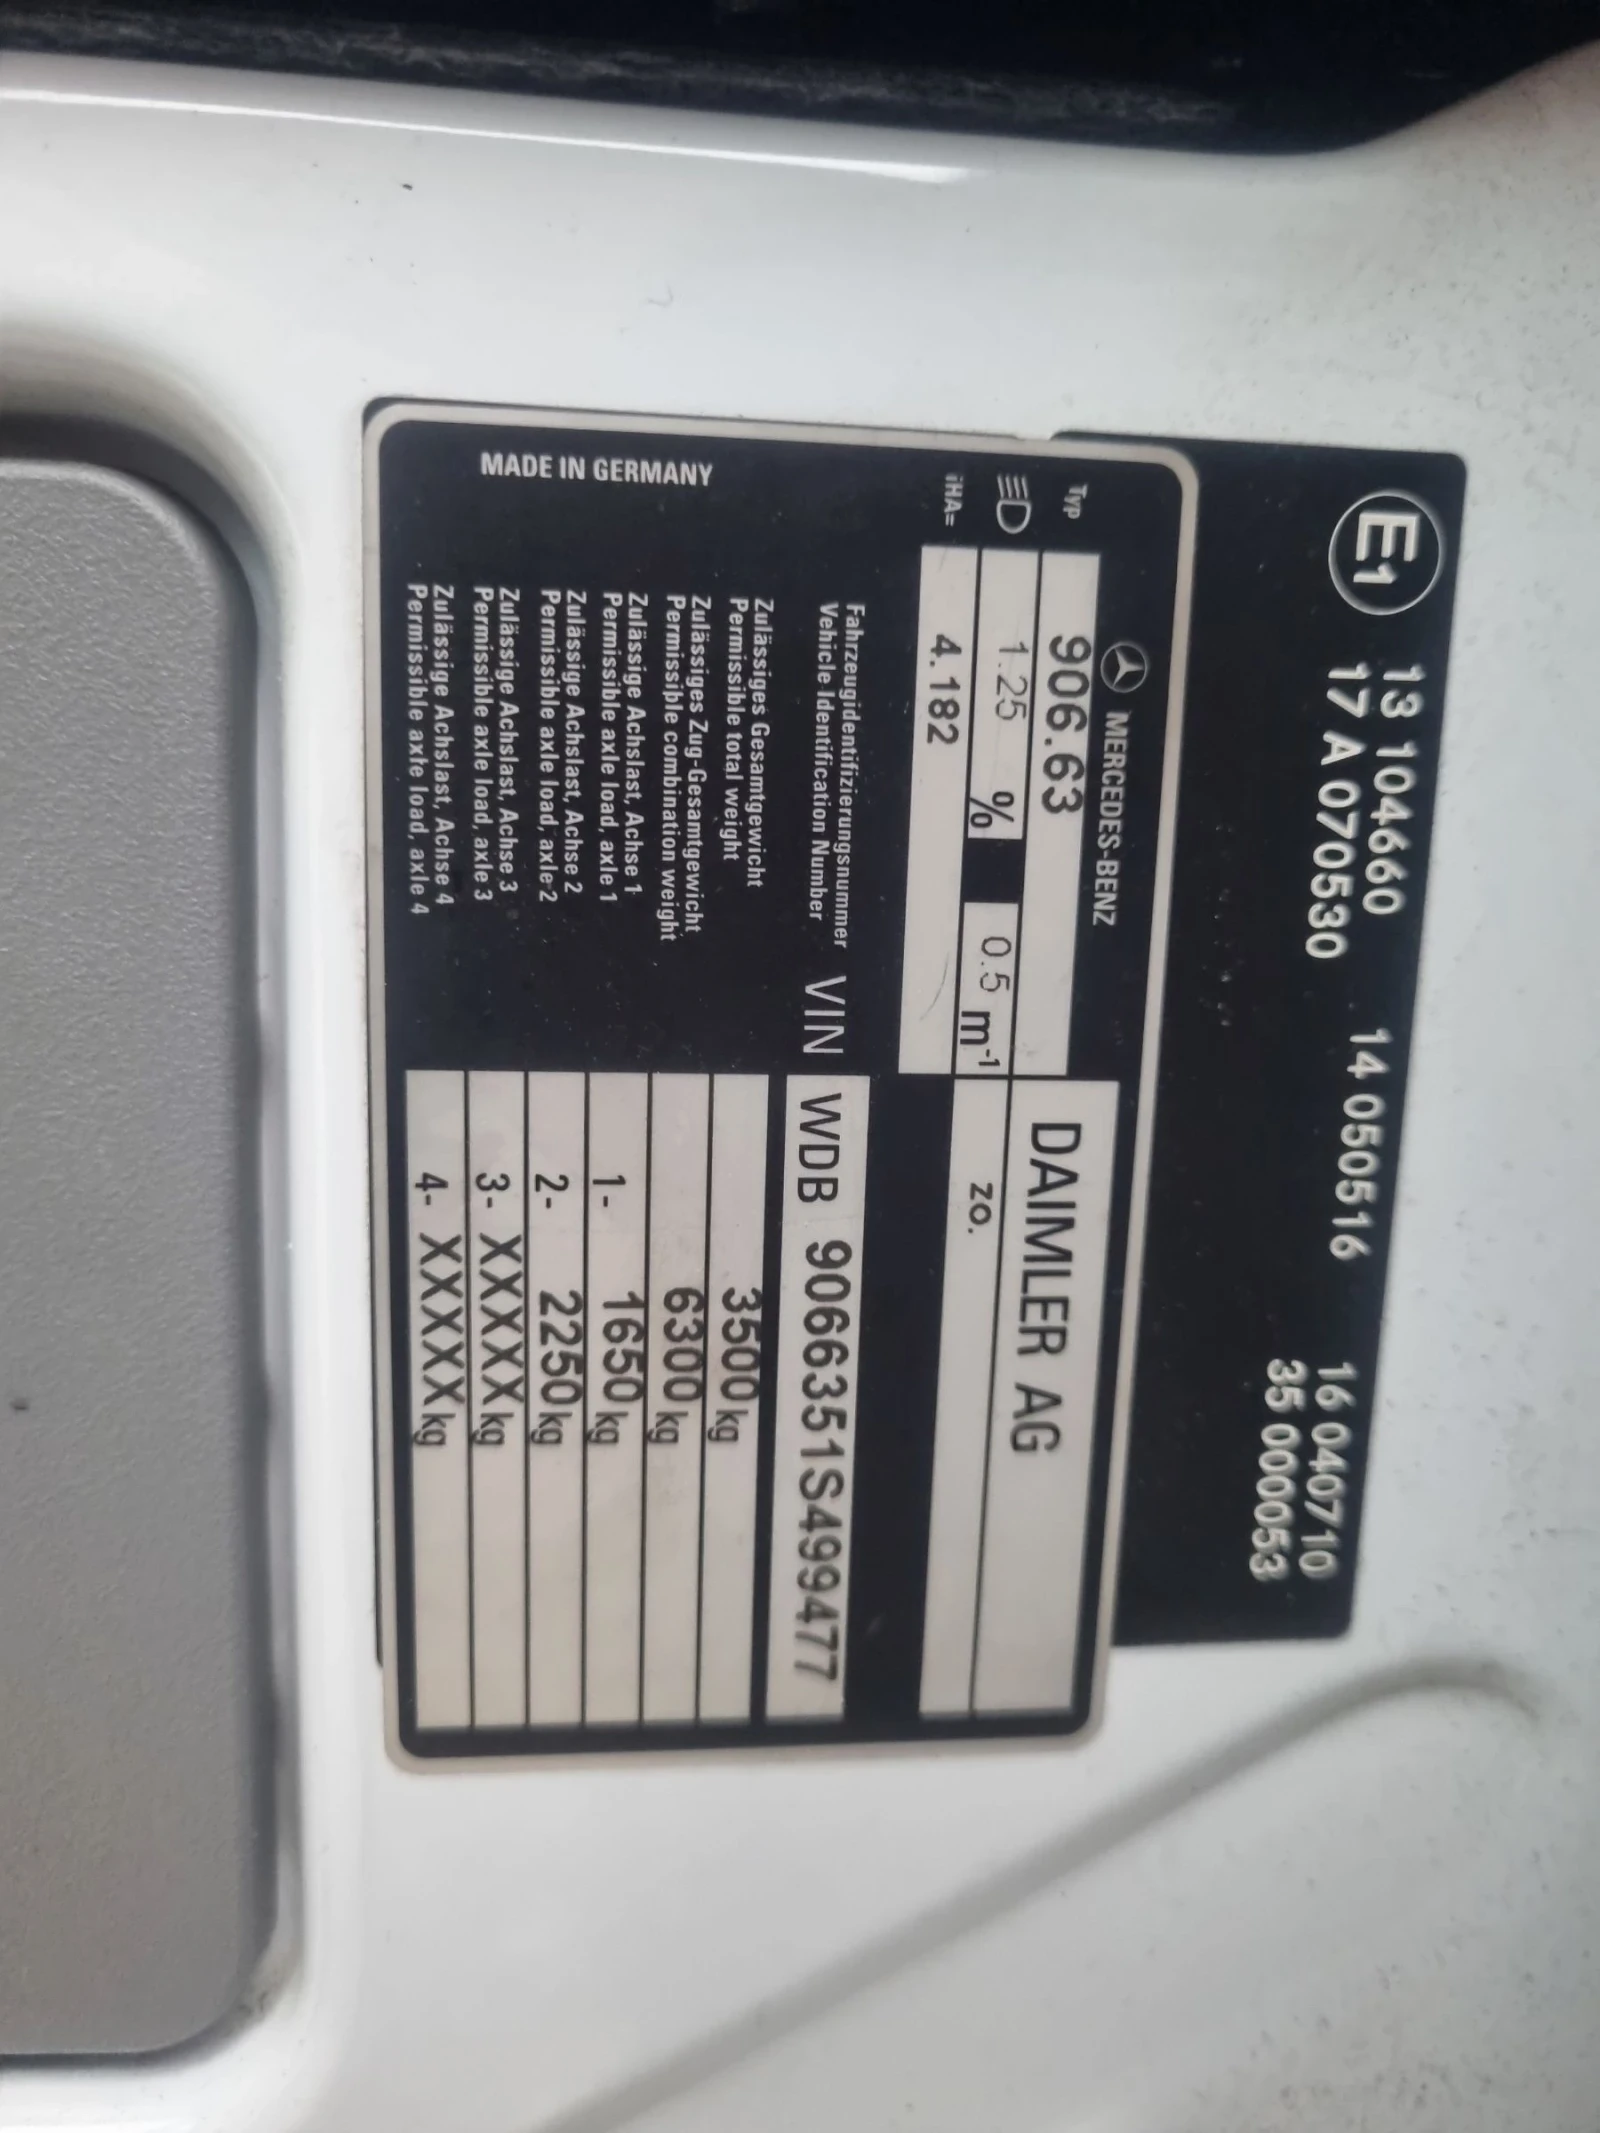 E1 13 104660 14 050516 16 040710
17 A 070530 35 000053
MERCEDES-BENZ
Typ 906.63 DAIMLER AG
1.25 % 0.5 m-1 zo.
iHA= 4.182
Fahrzeugidentifizierungsnummer
Vehicle Identification Number VIN WDB 9066351S499477
Zulässiges Gesamtgewicht
Permissible total weight 3500 kg
Zulässiges Zug-Gesamtgewicht
Permissible combination weight 6300 kg
Zulässige Achslast, Achse 1
Permissible axle load, axle 1 1- 1650 kg
Zulässige Achslast, Achse 2
Permissible axle load, axle 2 2- 2250 kg
Zulässige Achslast, Achse 3
Permissible axle load, axle 3 3- XXXXX kg
Zulässige Achslast, Achse 4
Permissible axle load, axle 4 4- XXXXX kg
MADE IN GERMANY